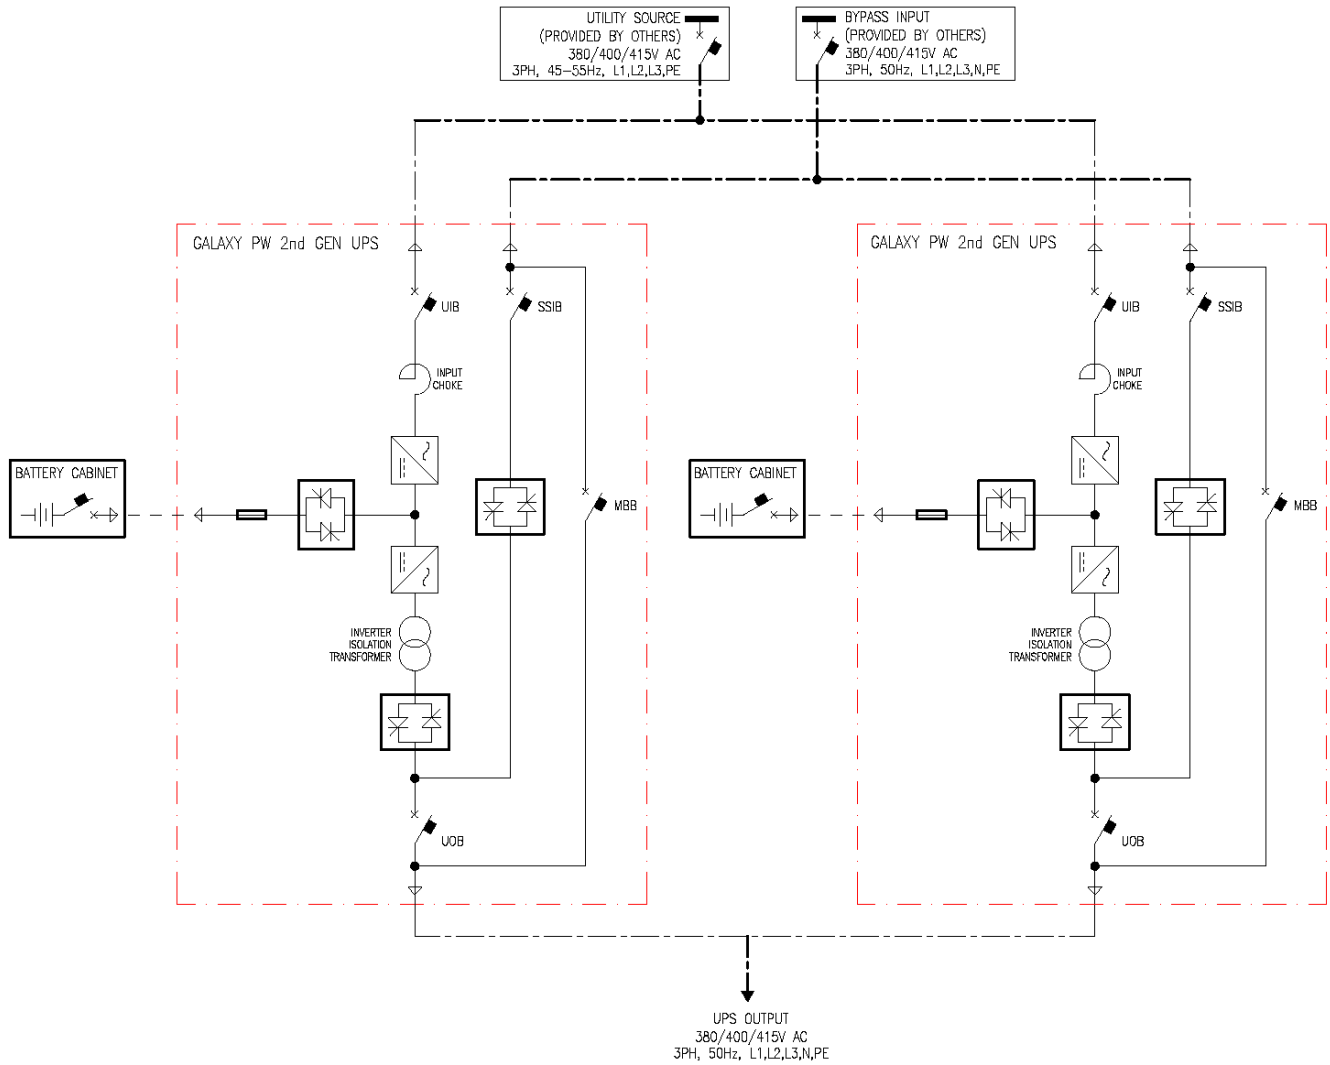 UTILITY SOURCE
(PROVIDED BY OTHERS)
380/400/415V AC
3PH, 45-55Hz, L1,L2,L3,PE
BYPASS INPUT
(PROVIDED BY OTHERS)
380/400/415V AC
3PH, 50Hz, L1,L2,L3,N,PE
GALAXY PW 2nd GEN UPS
UIB
SSIB
INPUT
CHOKE
BATTERY CABINET
MBB
INVERTER
ISOLATION
TRANSFORMER
UOB
GALAXY PW 2nd GEN UPS
UIB
SSIB
INPUT
CHOKE
BATTERY CABINET
MBB
INVERTER
ISOLATION
TRANSFORMER
UOB
UPS OUTPUT
380/400/415V AC
3PH, 50Hz, L1,L2,L3,N,PE